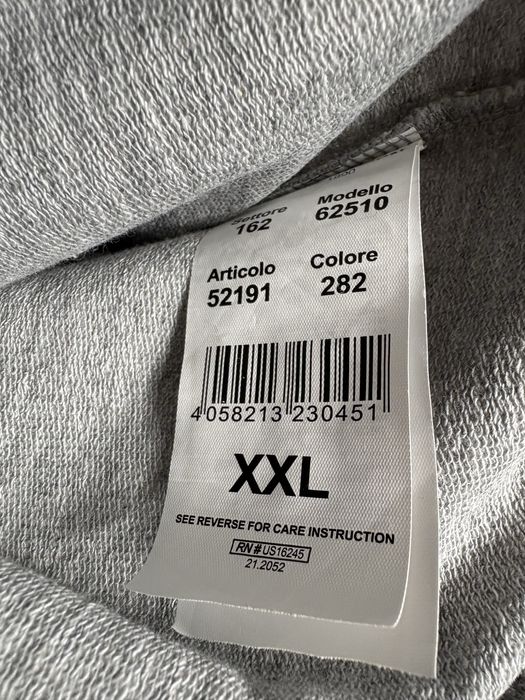 Settore Modello
162 62510
Articolo Colore
52191 282
4 058213 230451
XXL
SEE REVERSE FOR CARE INSTRUCTION
RN# US16245
21.2052